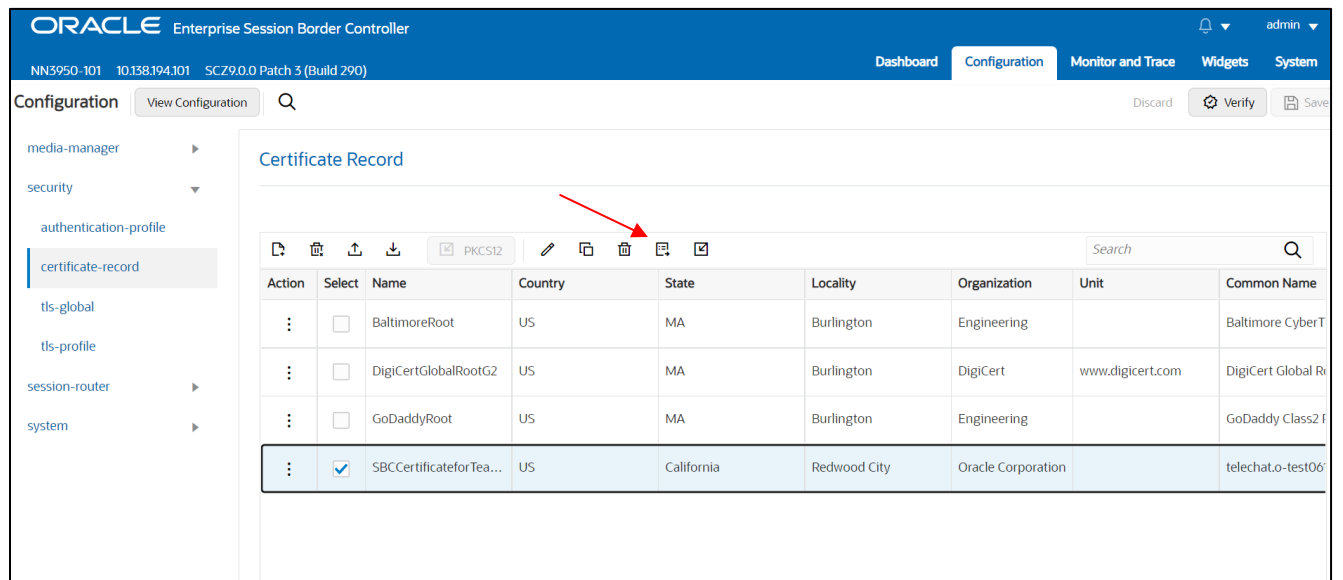 ORACLE Enterprise Session Border Controller
admin
NN3950-101 10.138.194.101 SCZ9.0.0 Patch 3 (Build 290)
Dashboard Configuration Monitor and Trace Widgets System
Configuration View Configuration Discard Verify Save
media-manager
security
authentication-profile
certificate-record
tls-global
tls-profile
session-router
system
Certificate Record
PKCS12 Search
Action Select Name Country State Locality Organization Unit Common Name
BaltimoreRoot US MA Burlington Engineering Baltimore CyberT
DigiCertGlobalRootG2 US MA Burlington DigiCert www.digicert.com DigiCert Global
GoDaddyRoot US MA Burlington Engineering GoDaddy Class2
SBCCertificateforTea... US California Redwood City Oracle Corporation telechat.o-test06